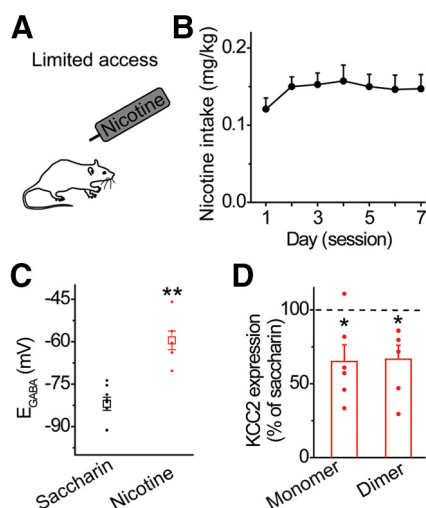 A
Limited access
Nicotine
B
Nicotine intake (mg/kg)
0.2
0.1
0.0
1 3 5 7
Day (session)
C
E_GABA (mV)
-45
-60
-75
-90
**
Saccharin
Nicotine
D
KCC2 expression
(% of saccharin)
100
50
0
* *
Monomer
Dimer